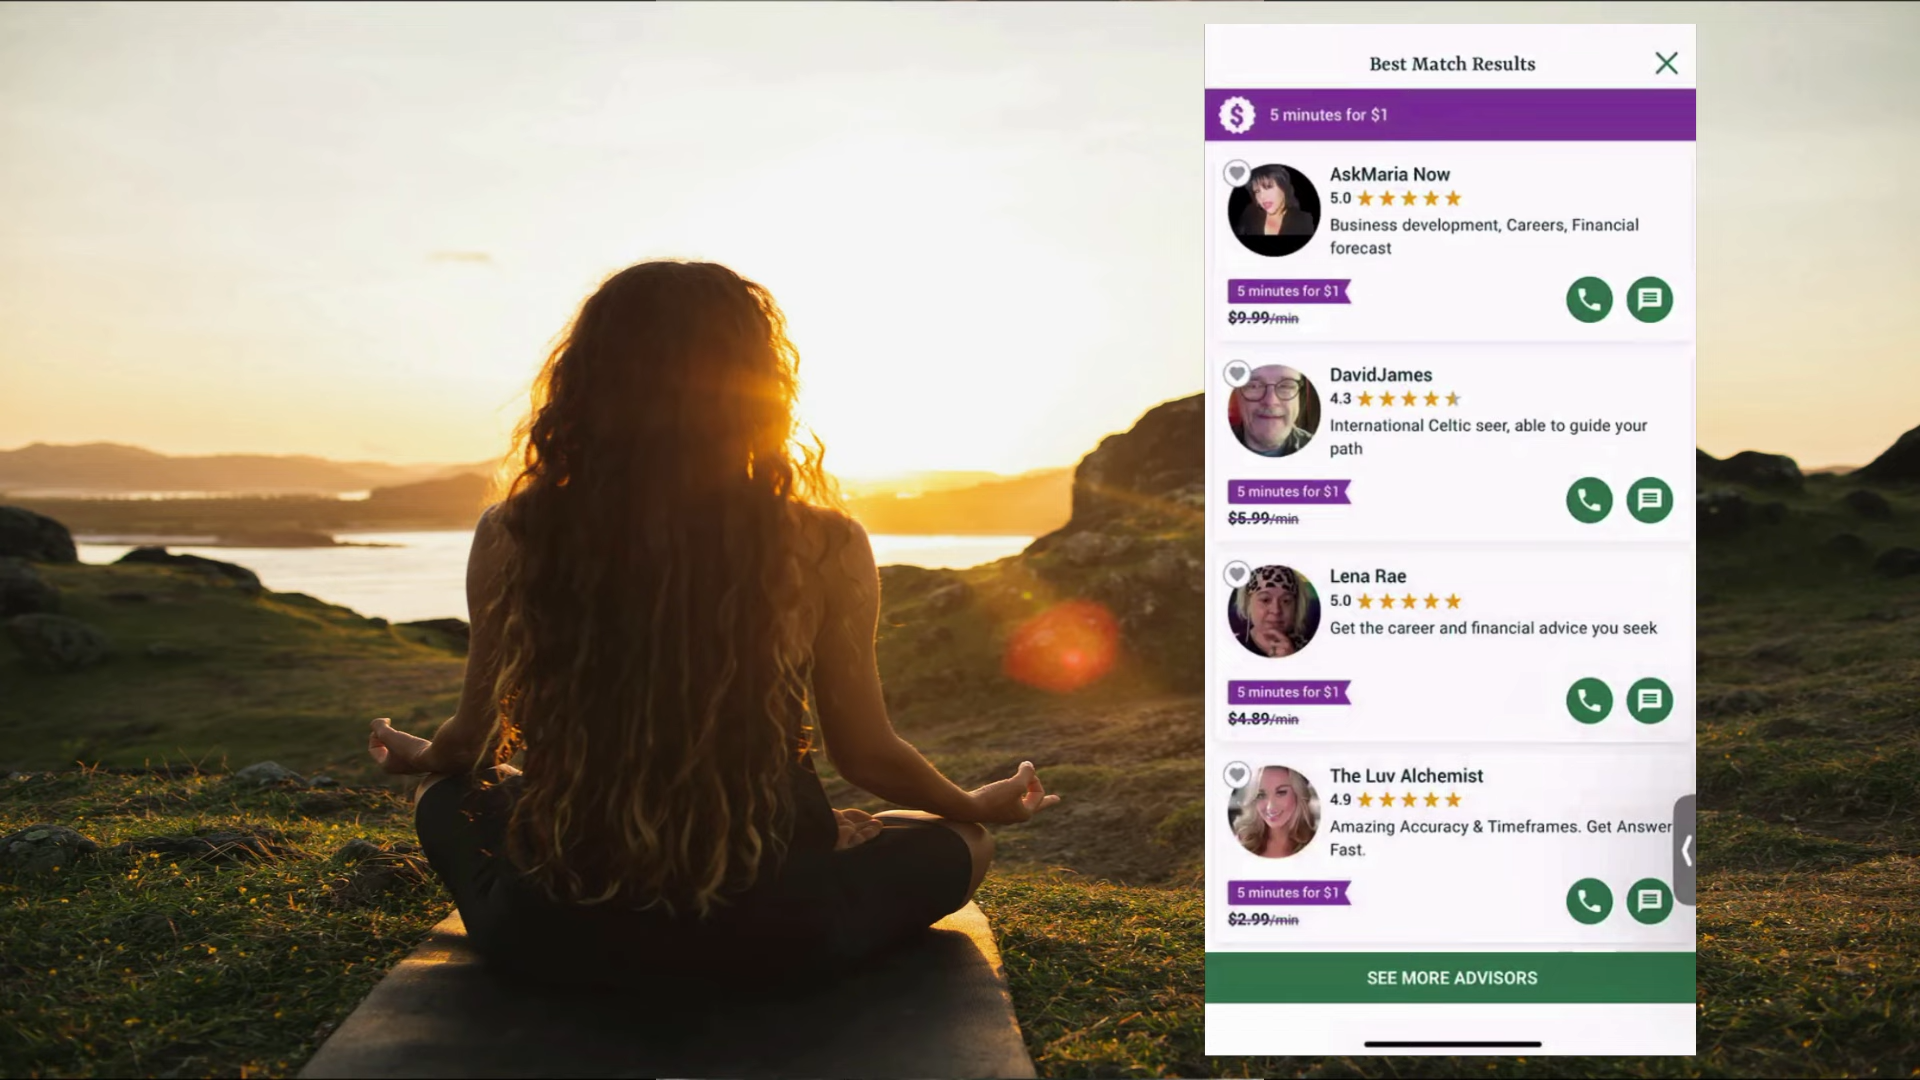 Best Match Results
5 minutes for $1
AskMaria Now
5.0
Business development, Careers, Financial
forecast
5 minutes for $1
$9.99/min
DavidJames
4.3
International Celtic seer, able to guide your
path
5 minutes for $1
$5.99/min
Lena Rae
5.0
Get the career and financial advice you seek
5 minutes for $1
$4.89/min
The Luv Alchemist
4.9
Amazing Accuracy & Timeframes. Get Answer
Fast.
5 minutes for $1
$2.99/min
SEE MORE ADVISORS